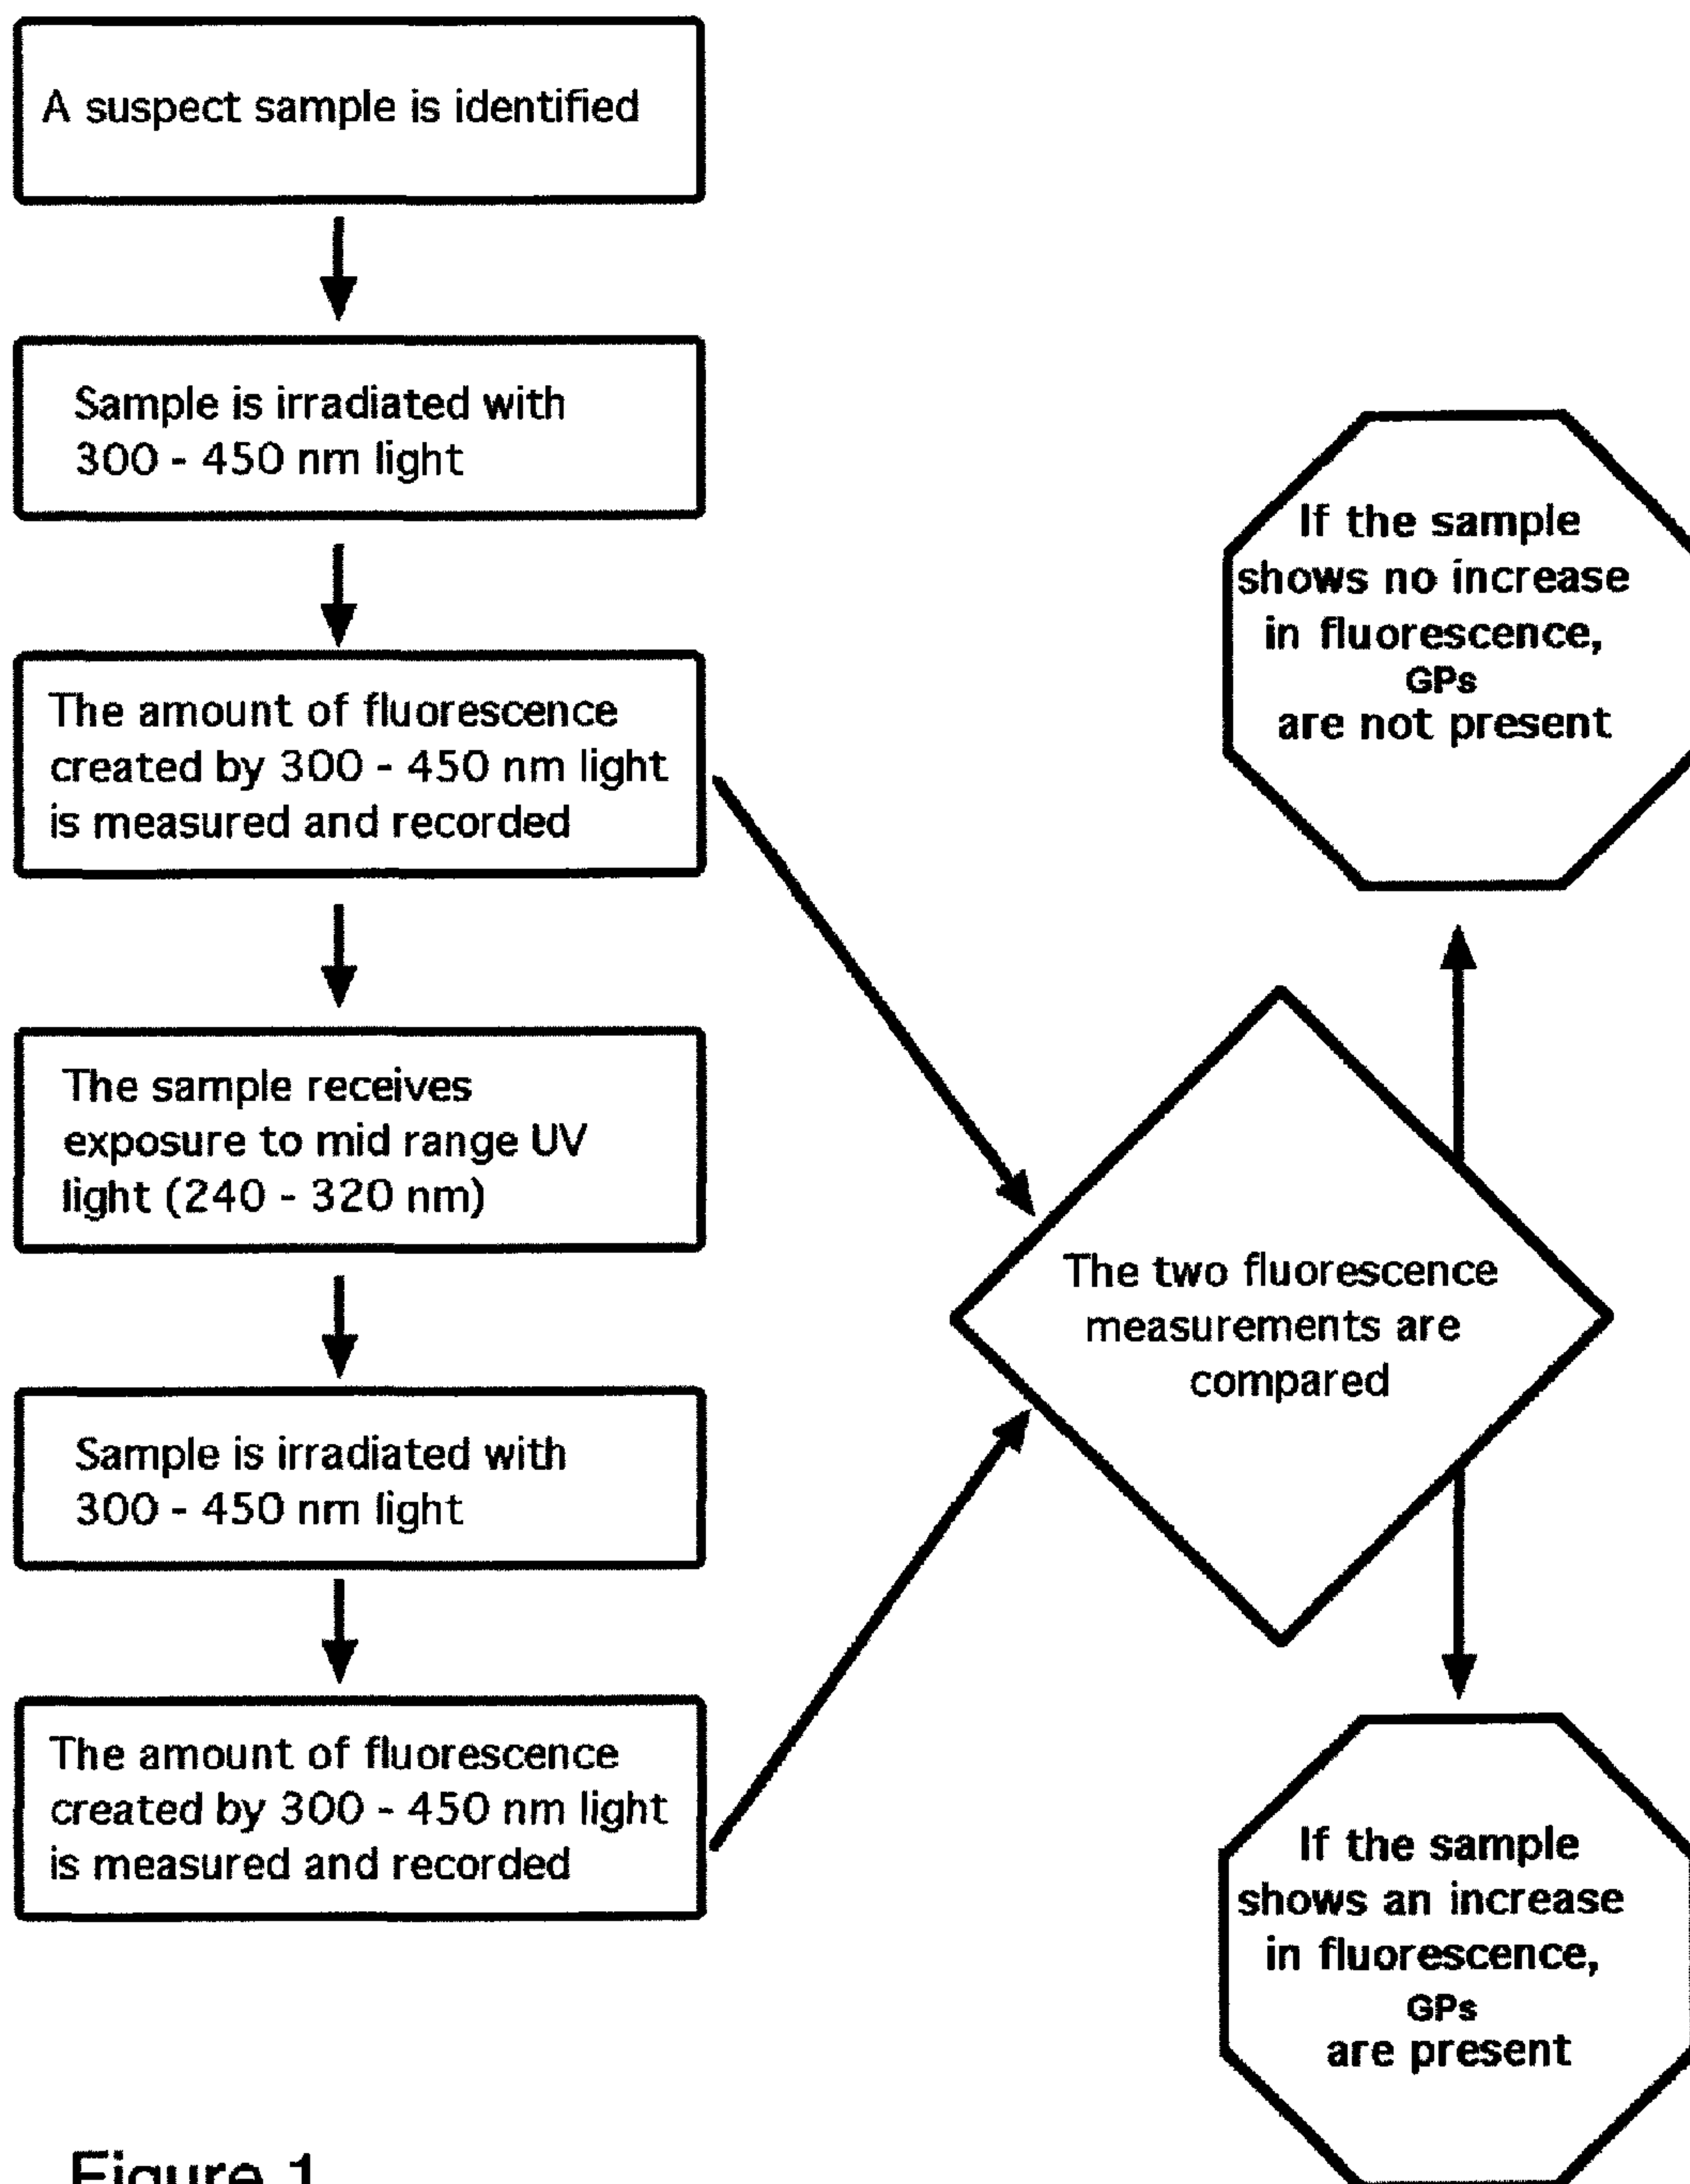 A suspect sample is identified
Sample is irradiated with
300 - 450 nm light
The amount of fluorescence
created by 300 - 450 nm light
is measured and recorded
The sample receives
exposure to mid range UV
light (240 - 320 nm)
Sample is irradiated with
300 - 450 nm light
The amount of fluorescence
created by 300 - 450 nm light
is measured and recorded
The two fluorescence
measurements are
compared
If the sample
shows no increase
in fluorescence,
GPs
are not present
If the sample
shows an increase
in fluorescence,
GPs
are present
Figure 1